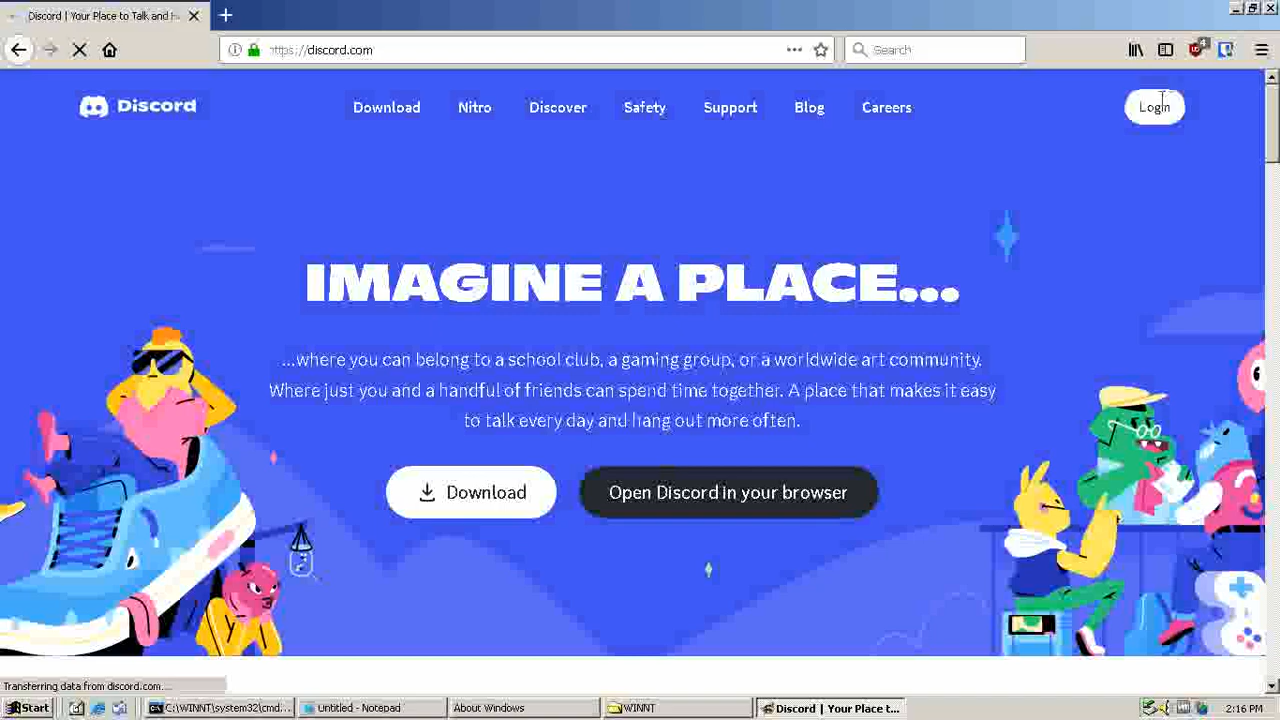 Discord | Your Place to Talk and H
https://discord.com
Search
4
Discord
Download
Nitro
Discover
Safety
Support
Blog
Careers
Login
IMAGINE A PLACE...
...where you can belong to a school club, a gaming group, or a worldwide art community.
Where just you and a handful of friends can spend time together. A place that makes it easy
to talk every day and hang out more often.
Download
Open Discord in your browser
Transferring data from discord.com...
Start
C:\WINNT\system32\cmd...
Untitled - Notepad
About Windows
WINNT
Discord | Your Place t...
2:16 PM